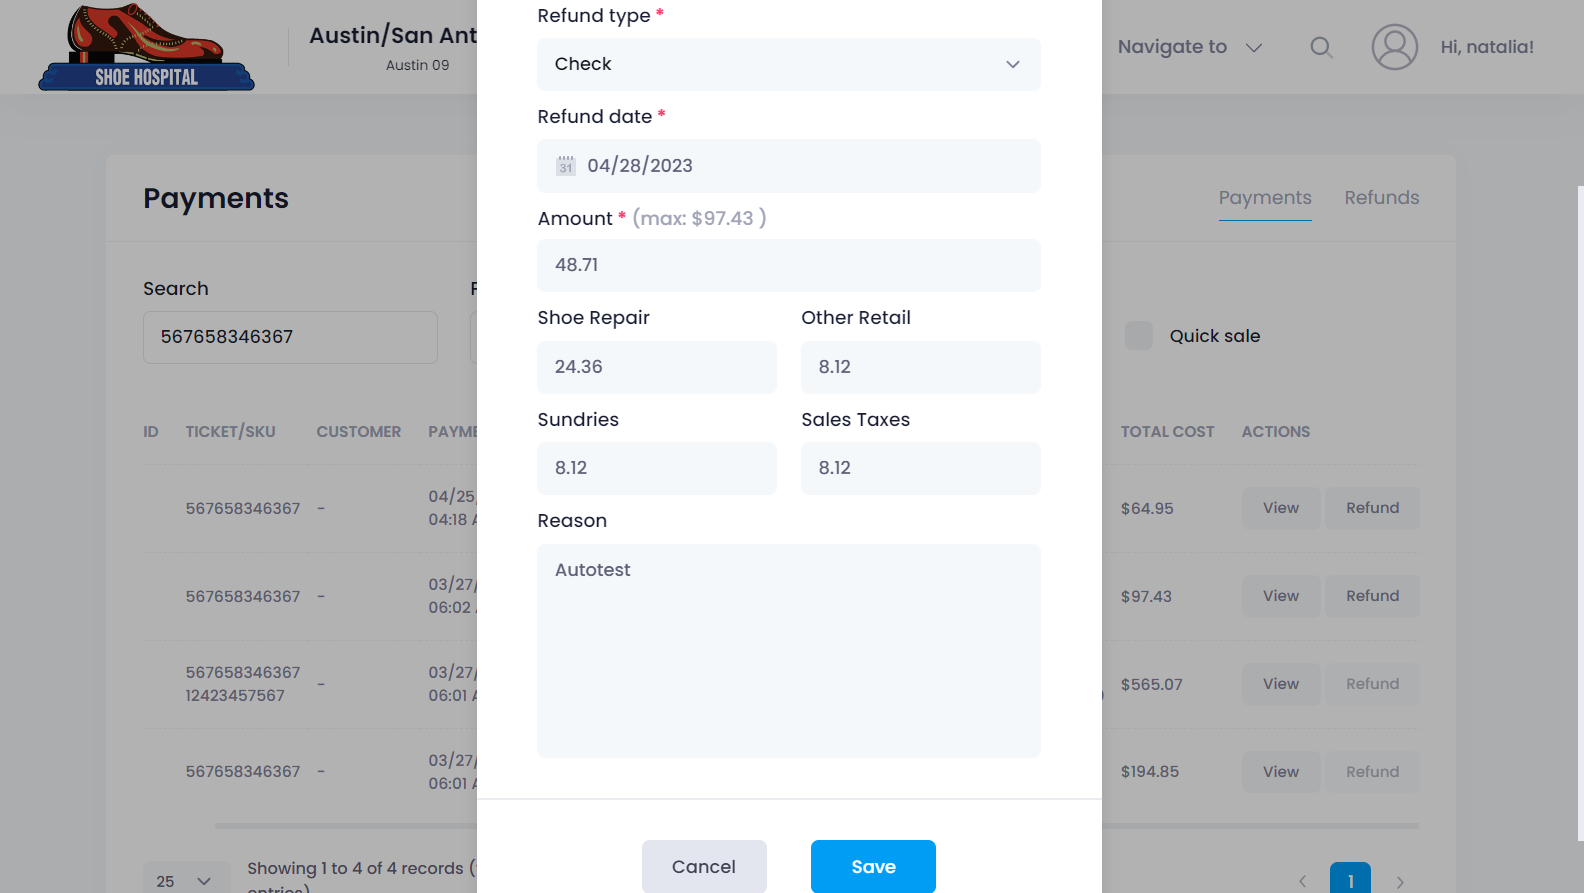 SHOE HOSPITAL
Austin/San Ant
Austin 09
Navigate to
Hi, natalia!
Payments
Payments
Refunds
Search
567658346367
Quick sale
ID TICKET/SKU CUSTOMER PAYME
TOTAL COST ACTIONS
567658346367 - 04/25,
04:18 A
$64.95 View Refund
567658346367 - 03/27/
06:02
$97.43 View Refund
567658346367
12423457567 - 03/27/
06:01 A
$565.07 View Refund
567658346367 - 03/27/
06:01 A
$194.85 View Refund
25
Showing 1 to 4 of 4 records (
entries)
1
Refund type *
Check
Refund date *
31 04/28/2023
Amount * (max: $97.43 )
48.71
Shoe Repair Other Retail
24.36 8.12
Sundries Sales Taxes
8.12 8.12
Reason
Autotest
Cancel Save